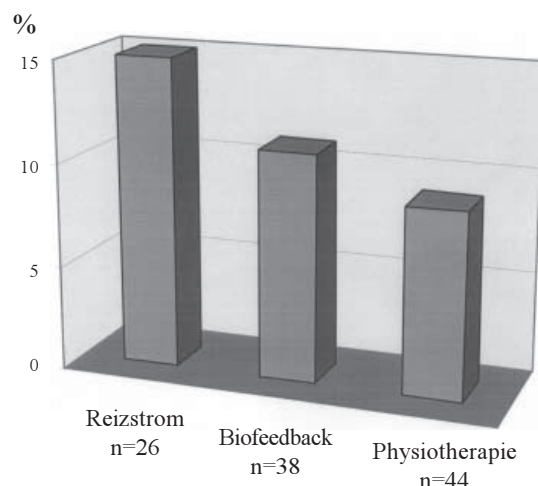 %
15
10
5
0
Reizstrom
n=26
Biofeedback
n=38
Physiotherapie
n=44